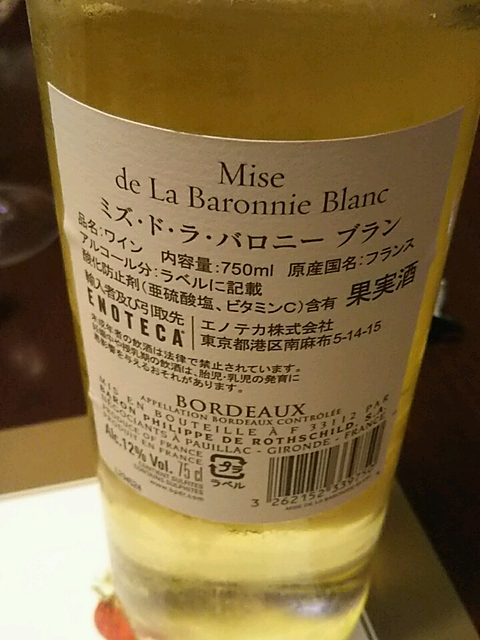 Mise
de La Baronnie Blanc
ミズ・ド・ラ・バロニー ブラン
品名:ワイン 内容量:750ml 原産国名:フランス
アルコール分:ラベルに記載
酸化防止剤(亜硫酸塩、ビタミンC)含有 果実酒
輸入者及び引取先
ENOTECA エノテカ株式会社
東京都港区南麻布5-14-15
未成年者の飲酒は法律で禁止されています。
妊娠中や授乳期の飲酒は、胎児・乳児の発育に
悪影響を与えるおそれがあります。
BORDEAUX
APPELLATION BORDEAUX CONTRÔLÉE
MIS EN BOUTEILLE À F 33112 PAR
BARON PHILIPPE DE ROTHSCHILD, S.A.
NÉGOCIANTS À PAUILLAC - GIRONDE - FRANCE
PRODUCE OF FRANCE
Alc.12% Vol. 75 cl
CONTIENT SULFITES
CONTAINS SULPHITES
www.bpdr.com
ラベル